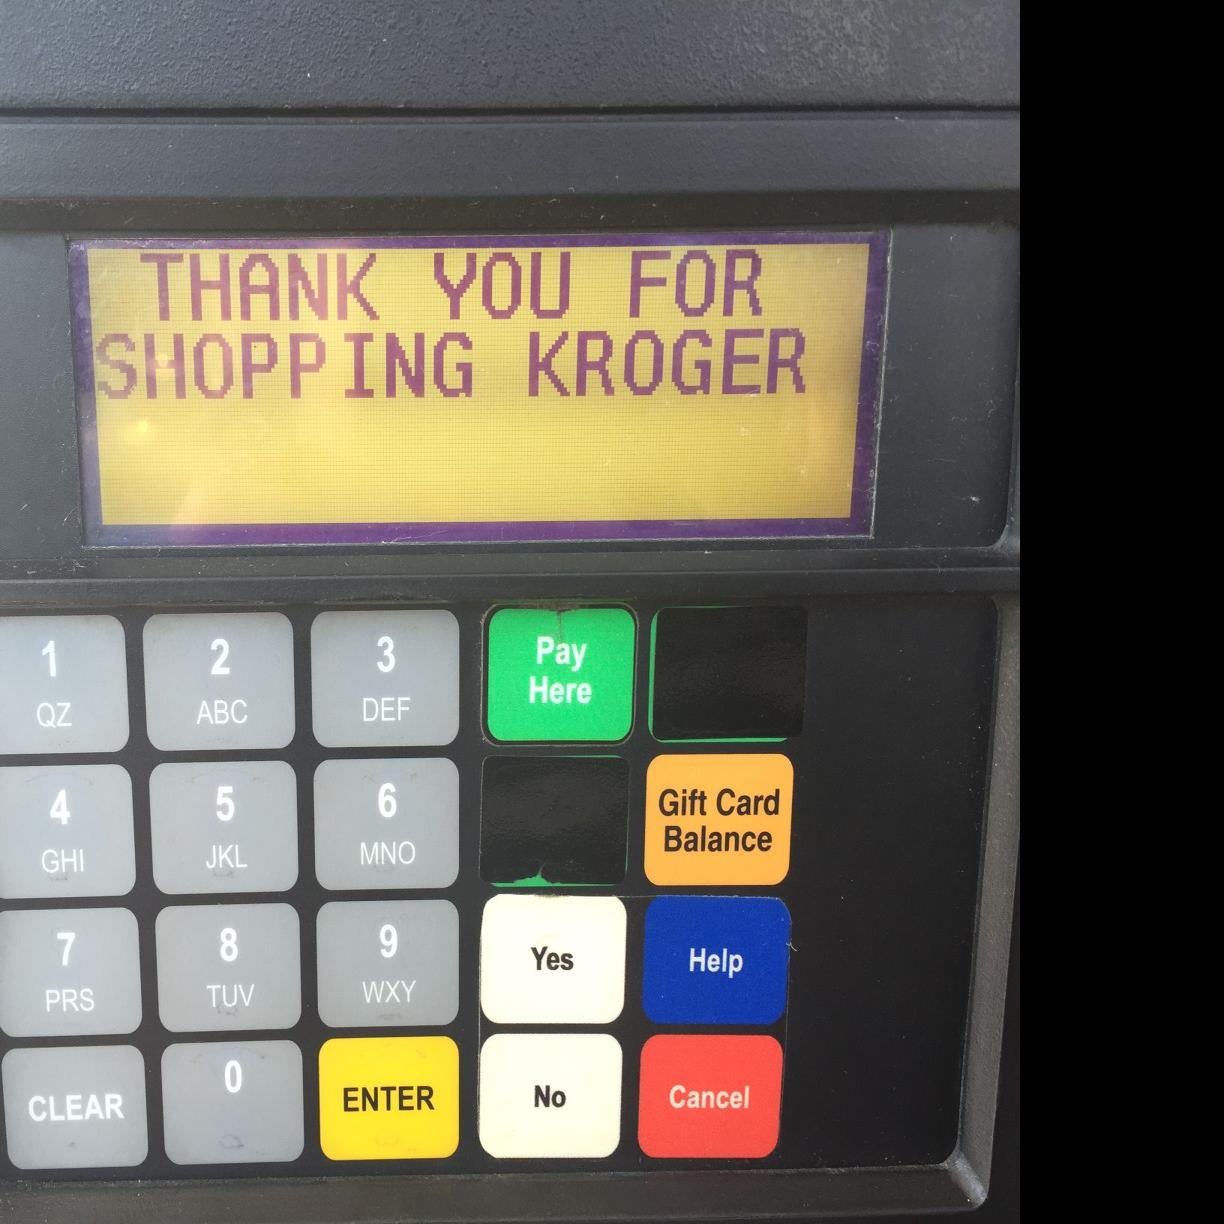 THANK YOU FOR
SHOPPING KROGER
1
QZ
2
ABC
3
DEF
Pay
Here
4
GHI
5
JKL
6
MNO
Gift Card
Balance
7
PRS
8
TUV
9
WXY
Yes
Help
CLEAR
0
ENTER
No
Cancel